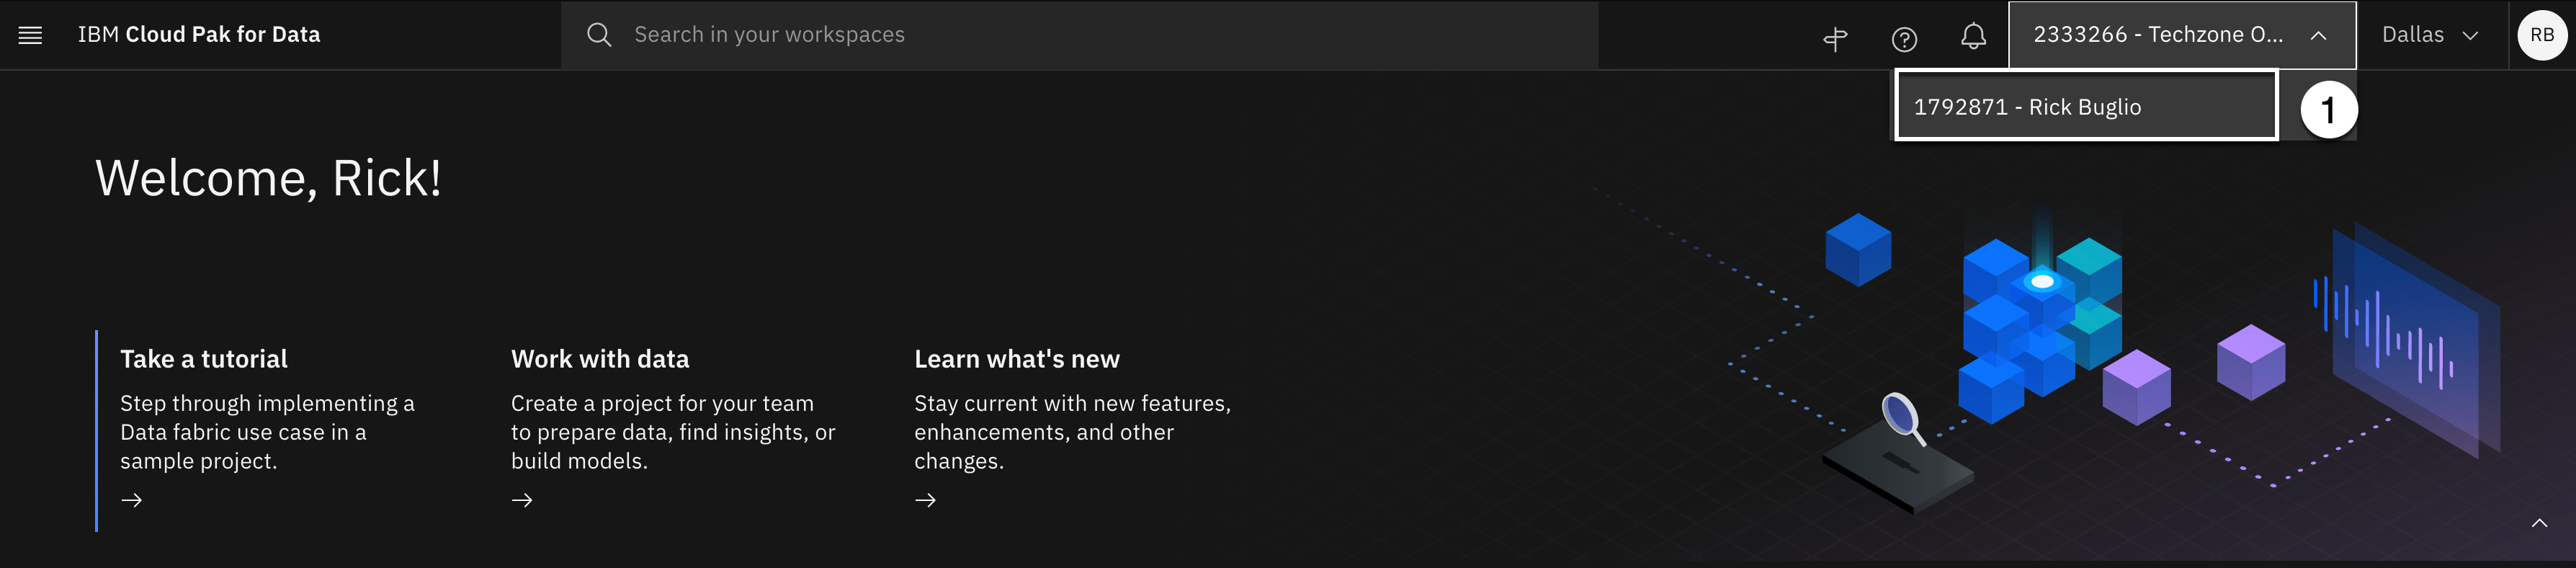 IBM Cloud Pak for Data
Search in your workspaces
2333266 - Techzone O...
Dallas
RB
1792871 - Rick Buglio
1
Welcome, Rick!
Take a tutorial
Step through implementing a
Data fabric use case in a
sample project.
Work with data
Create a project for your team
to prepare data, find insights, or
build models.
Learn what's new
Stay current with new features,
enhancements, and other
changes.